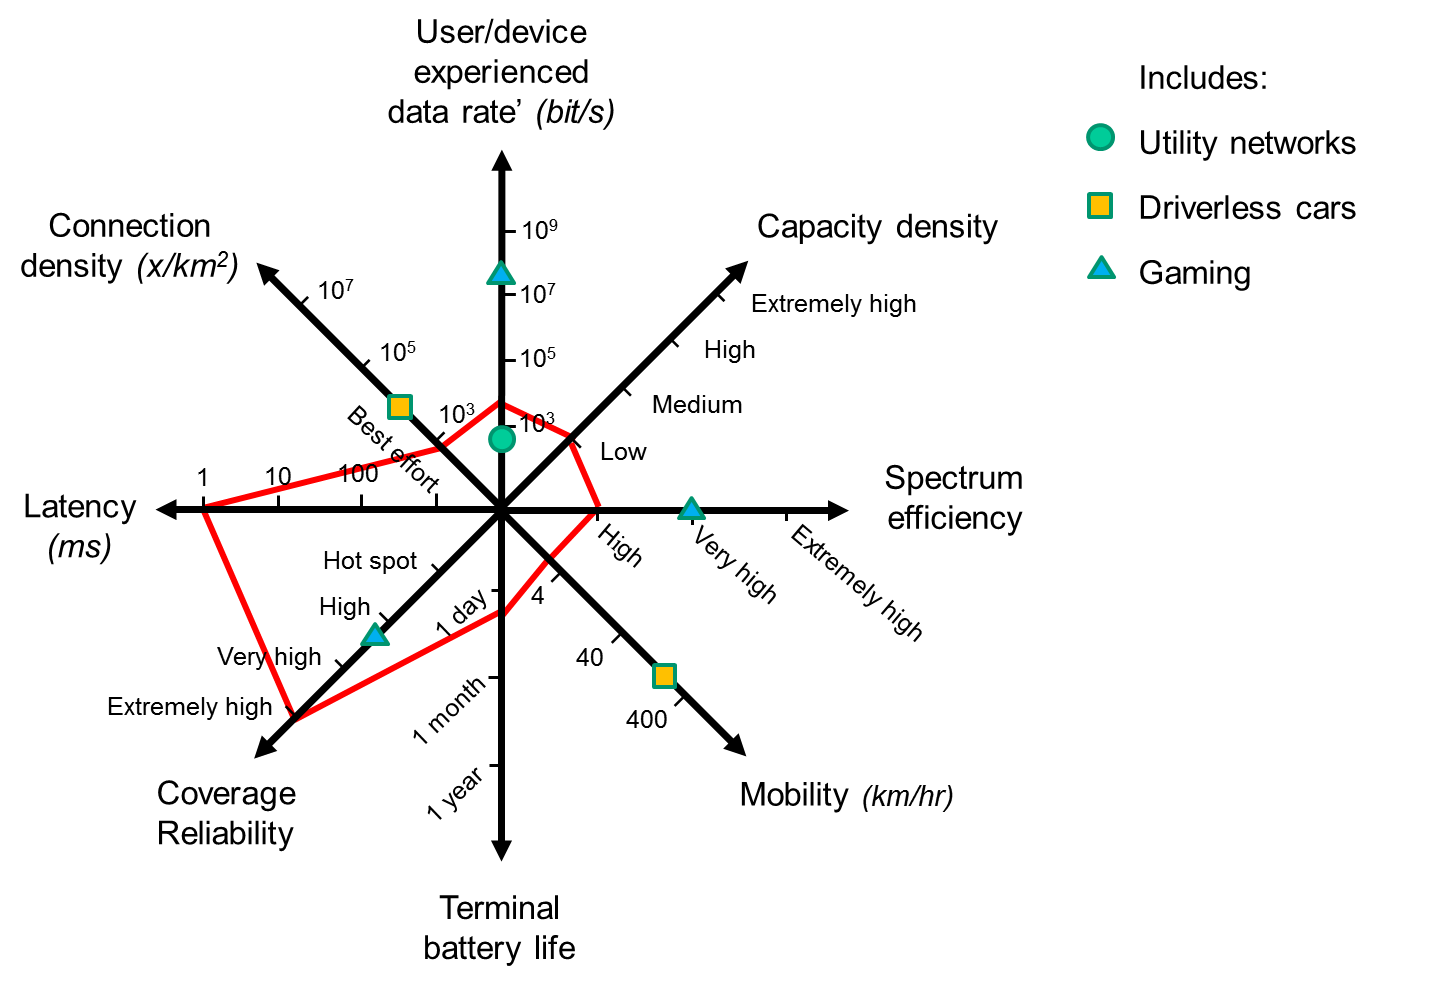 User/device
experienced
data rate’ (bit/s)
Includes:
Utility networks
Driverless cars
Gaming
Connection
density (x/km²)
Capacity density
10⁹
10⁷
10⁵
10³
10⁷
10⁵
10³
Extremely high
High
Medium
Low
Best effort
1
10
100
Latency
(ms)
Spectrum
efficiency
High
Very high
Extremely high
Hot spot
High
Very high
Extremely high
Coverage
Reliability
1 day
1 month
1 year
4
40
400
Mobility (km/hr)
Terminal
battery life